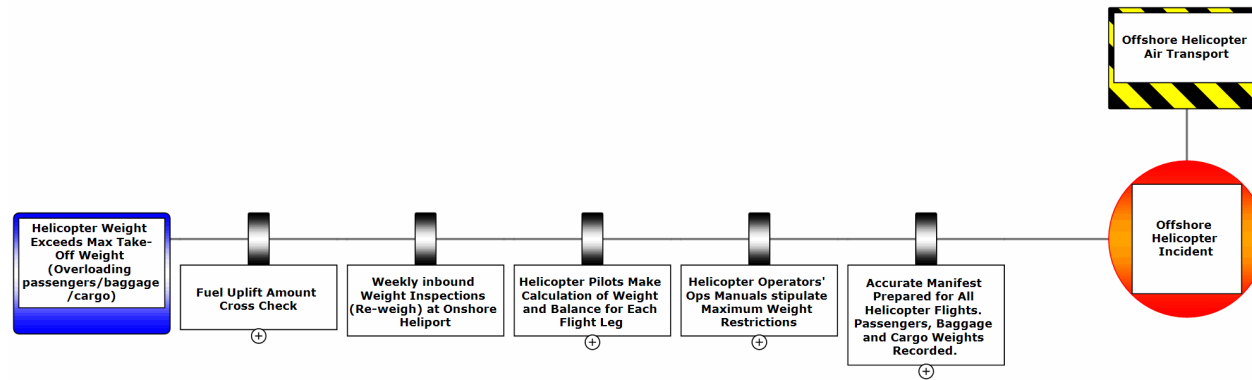 Offshore Helicopter
Air Transport
Helicopter Weight
Exceeds Max Take-
Off Weight
(Overloading
passengers/baggage
/cargo)
Fuel Uplift Amount
Cross Check
Weekly inbound
Weight Inspections
(Re-weigh) at Onshore
Heliport
Helicopter Pilots Make
Calculation of Weight
and Balance for Each
Flight Leg
Helicopter Operators'
Ops Manuals stipulate
Maximum Weight
Restrictions
Accurate Manifest
Prepared for All
Helicopter Flights.
Passengers, Baggage
and Cargo Weights
Recorded.
Offshore
Helicopter
Incident